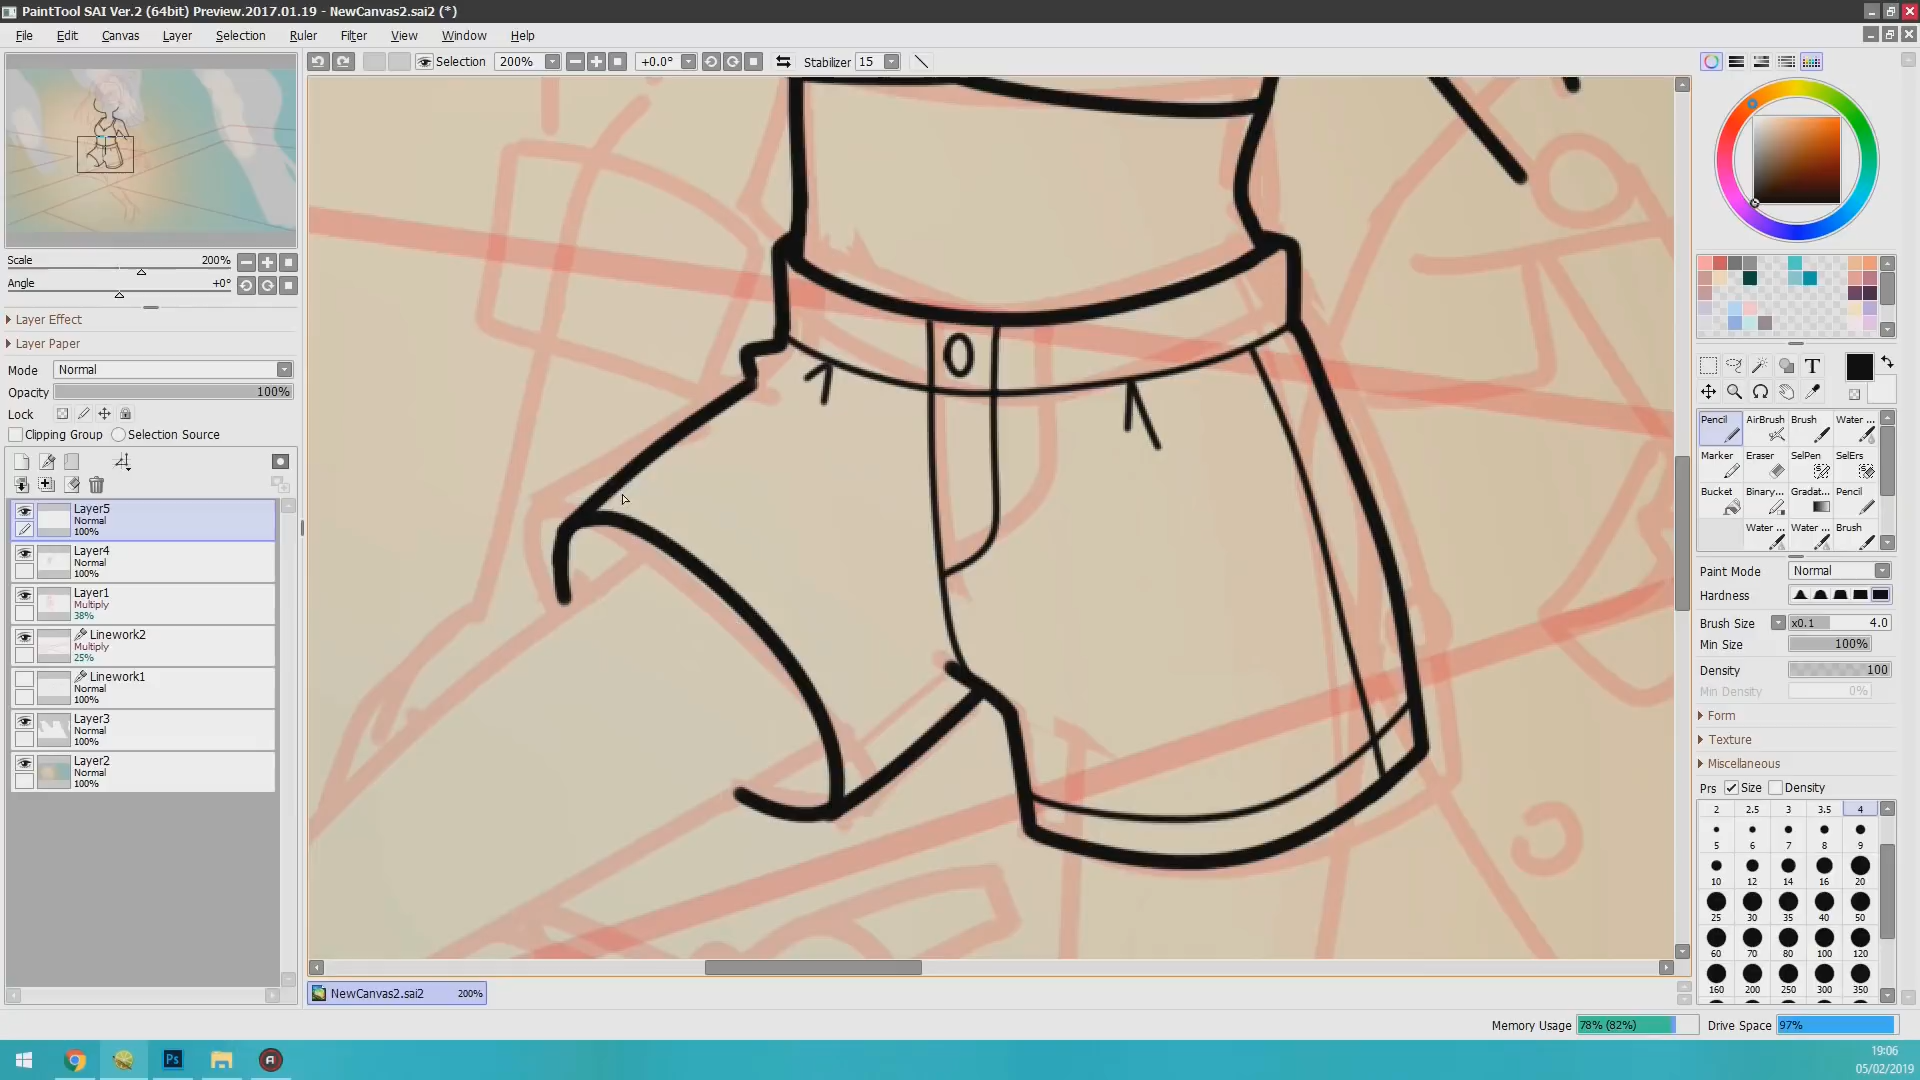 PaintTool SAI Ver.2 (64bit) Preview.2017.01.19 - NewCanvas2.sai2 (*)
File Edit Canvas Layer Selection Ruler Filter View Window Help
Selection 200% +0.0° Stabilizer 15
Scale 200%
Angle +0°
Layer Effect
Layer Paper
Mode Normal
Opacity 100%
Lock
Clipping Group Selection Source
Layer5
Normal
100%
Layer4
Normal
100%
Layer1
Multiply
38%
Linework2
Multiply
25%
Linework1
Normal
100%
Layer3
Normal
100%
Layer2
Normal
100%
NewCanvas2.sai2 200%
T
Pencil AirBrush Brush Water ...
Marker Eraser SelPen SelErs
Bucket Binary... Gradat... Pencil
Water ... Water ... Brush
Paint Mode Normal
Hardness
Brush Size x0.1 4.0
Min Size 100%
Density 100
Min Density 0%
Form
Texture
Miscellaneous
Prs Size Density
2 2.5 3 3.5 4
5 6 7 8 9
10 12 14 16 20
25 30 35 40 50
60 70 80 100 120
160 200 250 300 350
Memory Usage 78% (82%) Drive Space 97%
Ps
19:06
05/02/2019